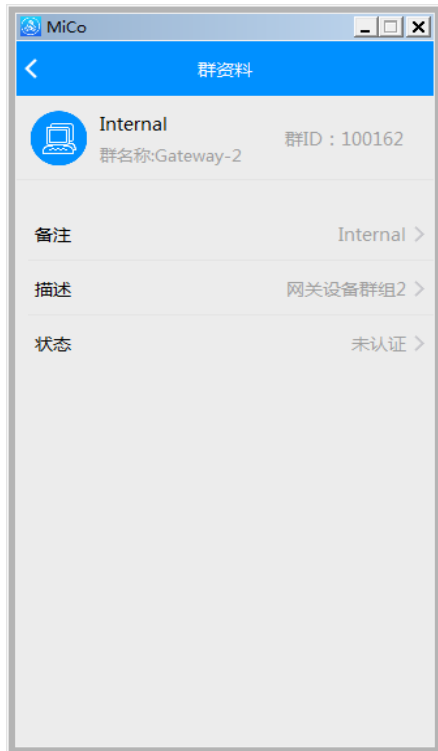 MiCo
群资料
Internal
群ID：100162
群名称:Gateway-2
备注 Internal
描述 网关设备群组2
状态 未认证